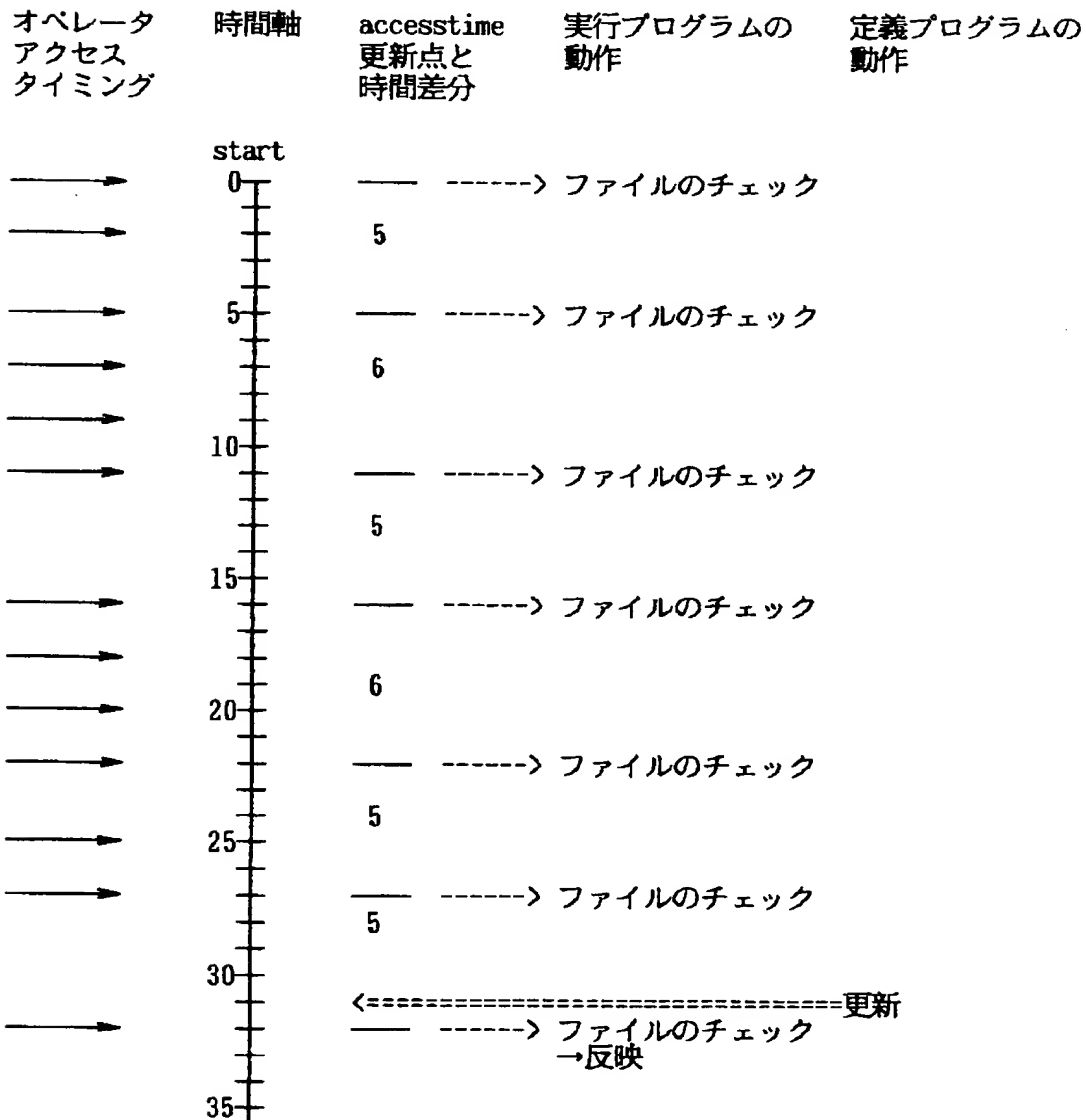 オペレータ
アクセス
タイミング
時間軸
accesstime
更新点と
時間差分
実行プログラムの
動作
定義プログラムの
動作
start
0 ------> ファイルのチェック
5
5 ------> ファイルのチェック
6
10
------> ファイルのチェック
5
15
------> ファイルのチェック
6
20
------> ファイルのチェック
5
25
------> ファイルのチェック
5
30
<============================更新
------> ファイルのチェック
→反映
35